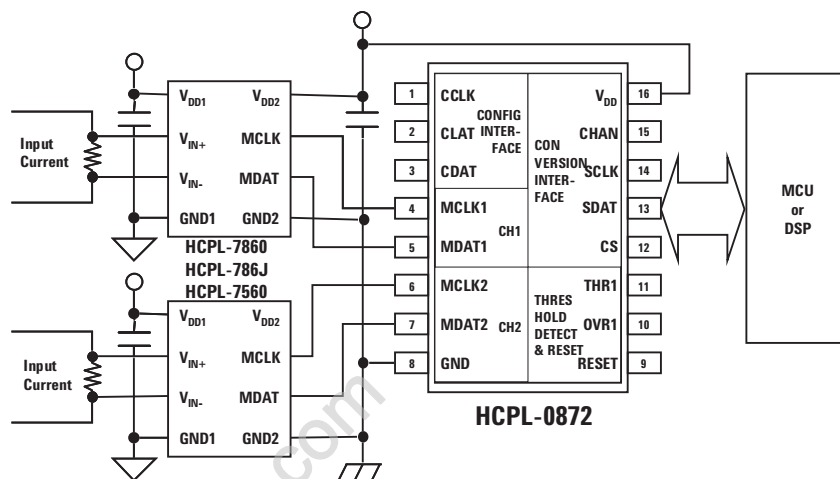 Input
Current
V_DD1
V_DD2
V_IN+
MCLK
V_IN-
MDAT
GND1
GND2
HCPL-7860
HCPL-786J
HCPL-7560
Input
Current
V_DD1
V_DD2
V_IN+
MCLK
V_IN-
MDAT
GND1
GND2
1 CCLK
2 CLAT
3 CDAT
4 MCLK1
5 MDAT1
6 MCLK2
7 MDAT2
8 GND
CONFIG
INTER-
FACE
CH1
CH2
CON
VERSION
INTER-
FACE
THRES
HOLD
DETECT
& RESET
V_DD 16
CHAN 15
SCLK 14
SDAT 13
CS 12
THR1 11
OVR1 10
RESET 9
HCPL-0872
MCU
or
DSP
com